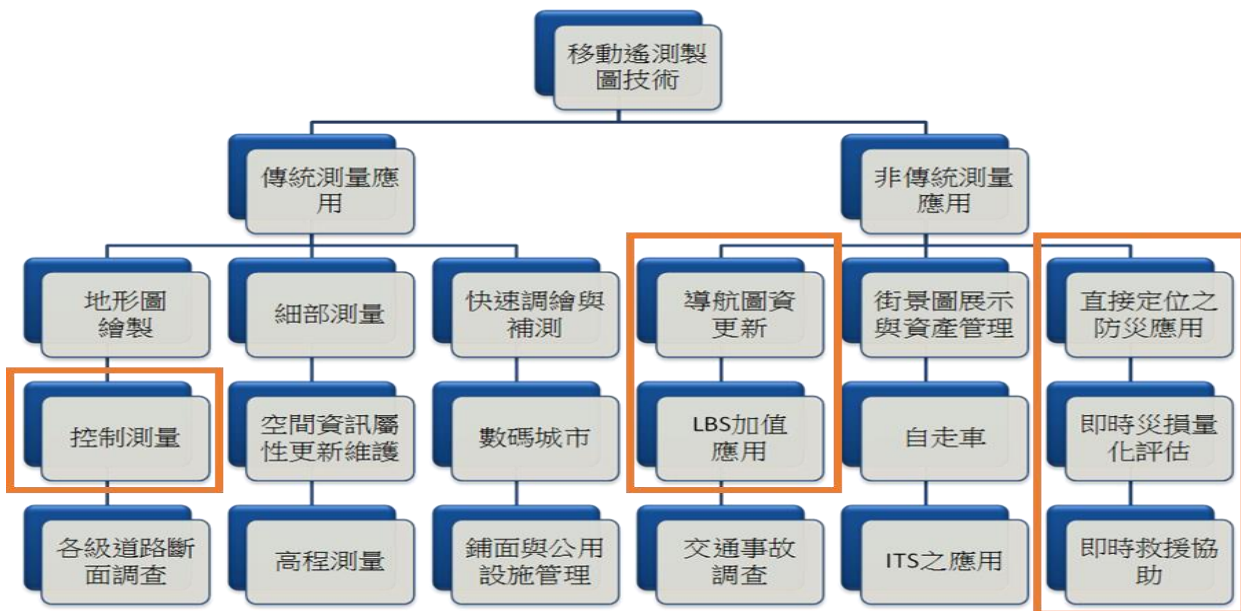 移動遙測製
圖技術
傳統測量應
用
非傳統測量
應用
地形圖
繪製
細部測量
快速調繪與
補測
導航圖資
更新
街景圖展示
與資產管理
直接定位之
防災應用
控制測量
空間資訊屬
性更新維護
數碼城市
LBS加值
應用
自走車
即時災損量
化評估
各級道路斷
面調查
高程測量
鋪面與公用
設施管理
交通事故
調查
ITS之應用
即時救援協
助